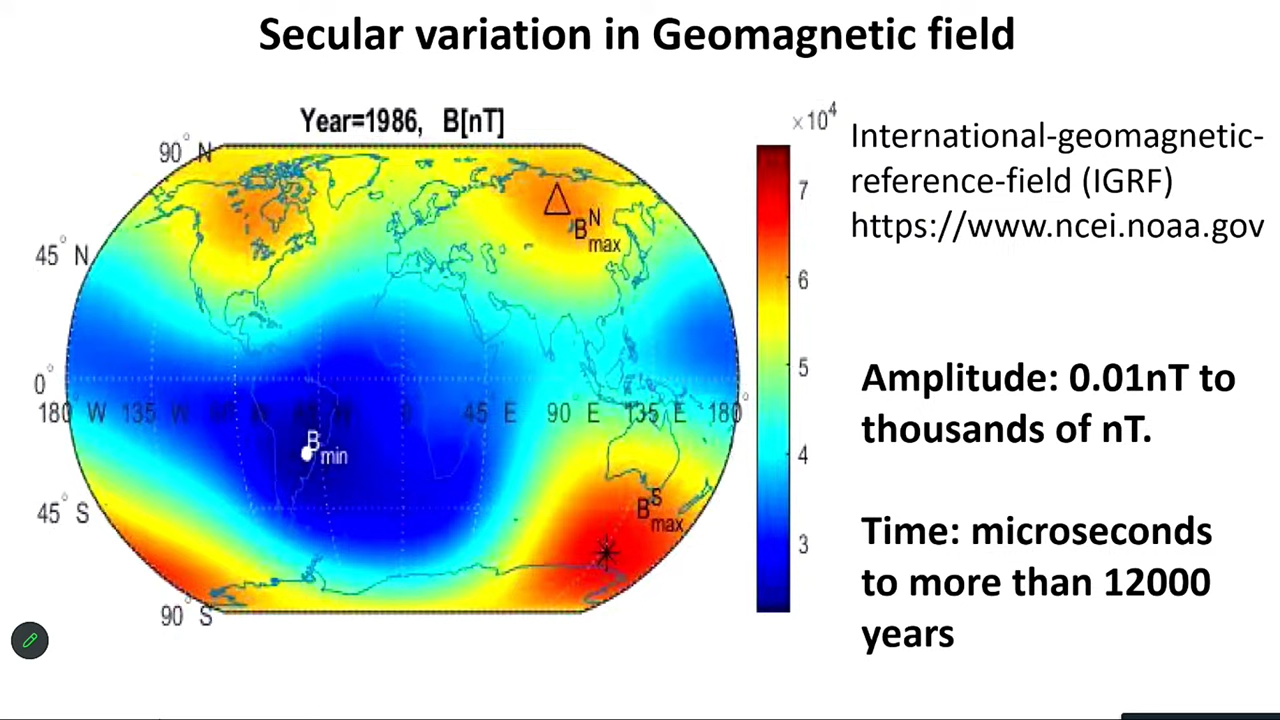 Secular variation in Geomagnetic field
Year=1986, B[nT]
×10⁴
International-geomagnetic-
reference-field (IGRF)
https://www.ncei.noaa.gov
90° N
7
B^N_max
45° N
6
5
Amplitude: 0.01nT to
thousands of nT.
0°
180° W 135° W 45° W 0° 45° E 90° E 135° E 180°
B_min
4
45° S
B^S_max
Time: microseconds
to more than 12000
years
3
90° S